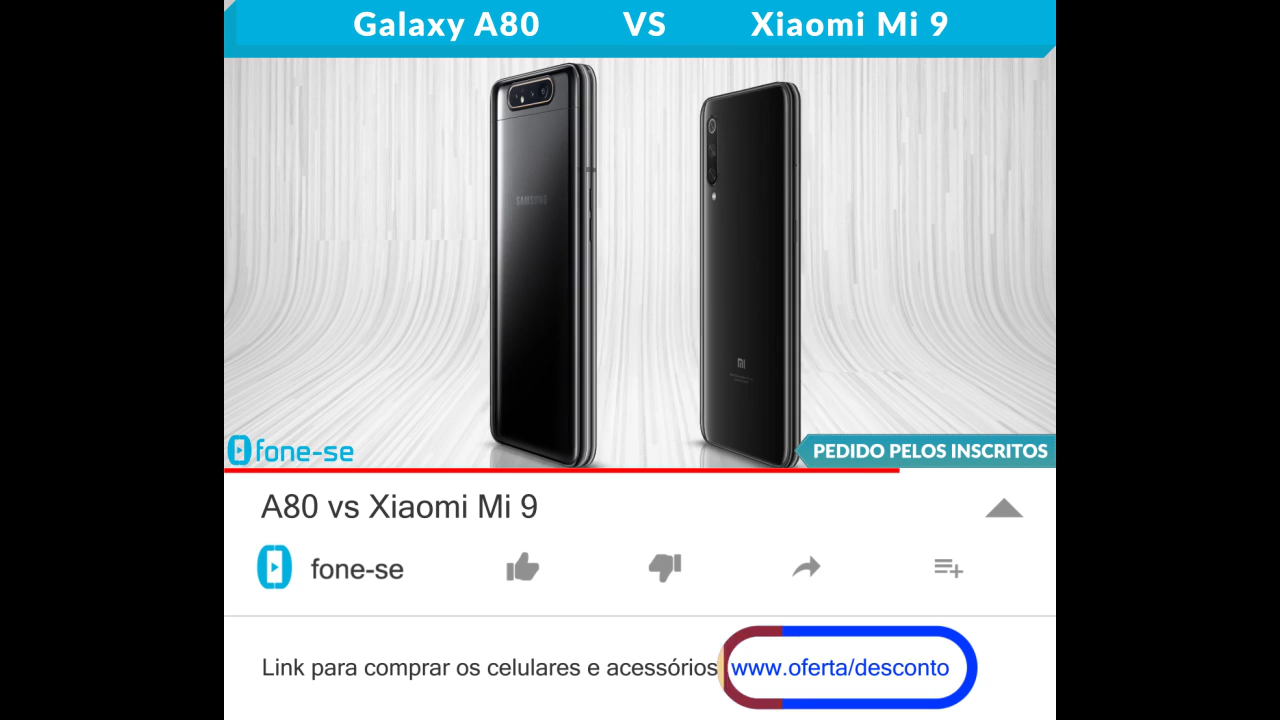 Galaxy A80 VS Xiaomi Mi 9
SAMSUNG
fone-se
PEDIDO PELOS INSCRITOS
A80 vs Xiaomi Mi 9
fone-se
Link para comprar os celulares e acessórios www.oferta/desconto